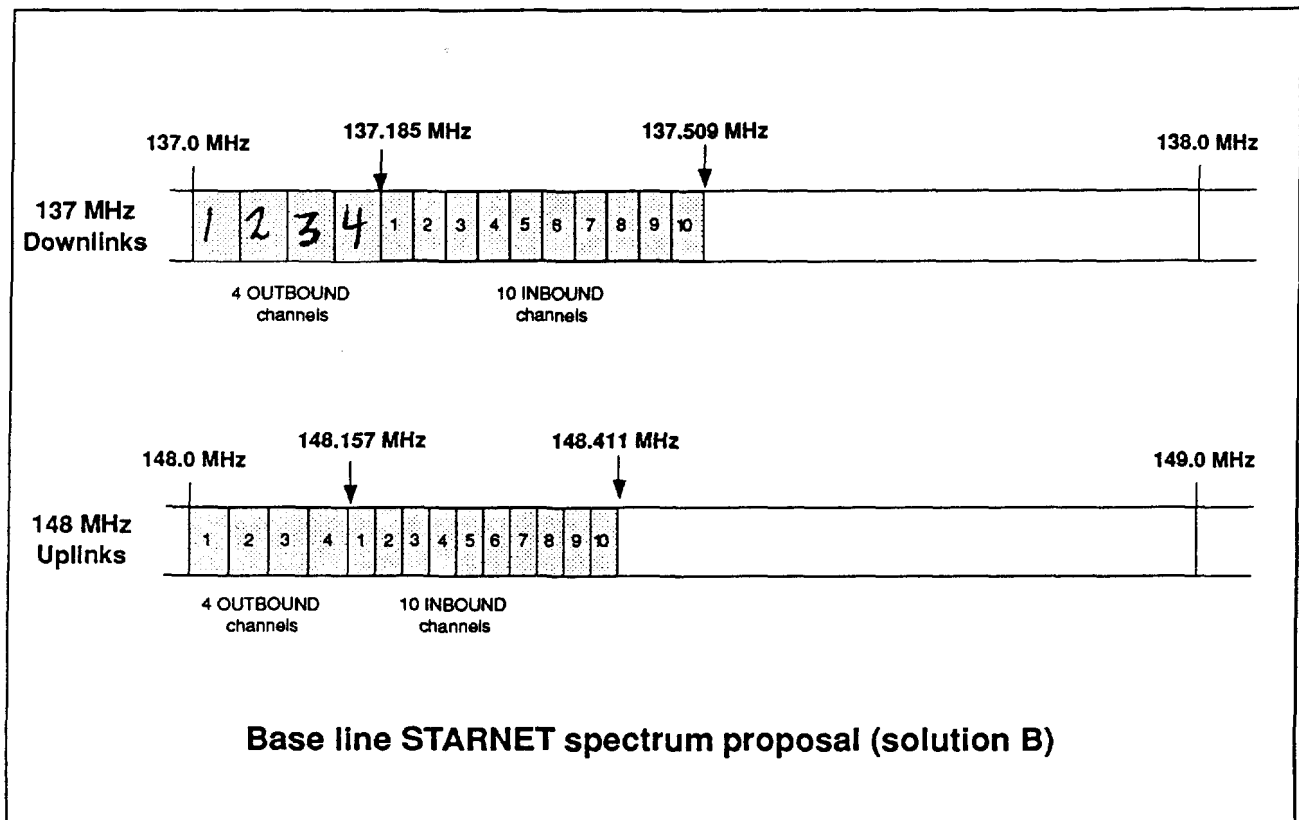 137.0 MHz 137.185 MHz 137.509 MHz 138.0 MHz
137 MHz
Downlinks
1 2 3 4 1 2 3 4 5 6 7 8 9 10
4 OUTBOUND
channels
10 INBOUND
channels
148.0 MHz 148.157 MHz 148.411 MHz 149.0 MHz
148 MHz
Uplinks
1 2 3 4 1 2 3 4 5 6 7 8 9 10
4 OUTBOUND
channels
10 INBOUND
channels
Base line STARNET spectrum proposal (solution B)